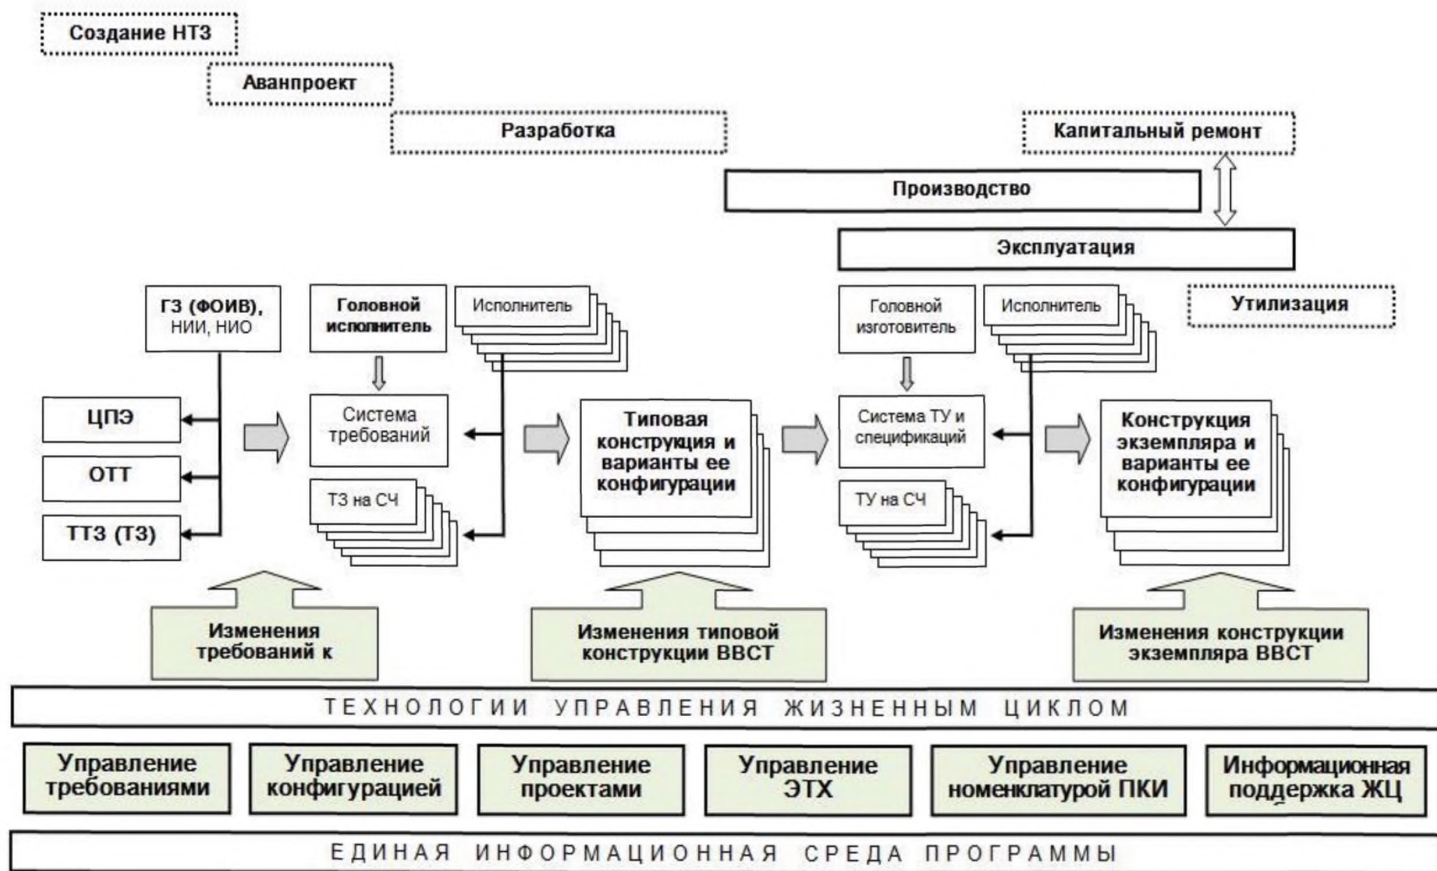 Создание НТЗ
Аванпроект
Разработка
Капитальный ремонт
Производство
Эксплуатация
Утилизация
ГЗ (ФОИВ),
НИИ, НИО
Головной
исполнитель
Исполнитель
Головной
изготовитель
Исполнитель
ЦПЭ
ОТТ
ТТЗ (ТЗ)
Система
требований
ТЗ на СЧ
Типовая
конструкция и
варианты ее
конфигурации
Система ТУ и
спецификаций
ТУ на СЧ
Конструкция
экземпляра и
варианты ее
конфигурации
Изменения
требований к
Изменения типовой
конструкции ВВСТ
Изменения конструкции
экземпляра ВВСТ
ТЕХНОЛОГИИ УПРАВЛЕНИЯ ЖИЗНЕННЫМ ЦИКЛОМ
Управление
требованиями
Управление
конфигурацией
Управление
проектами
Управление
ЭТХ
Управление
номенклатурой ПКИ
Информационная
поддержка ЖЦ
ЕДИНАЯ ИНФОРМАЦИОННАЯ СРЕДА ПРОГРАММЫ